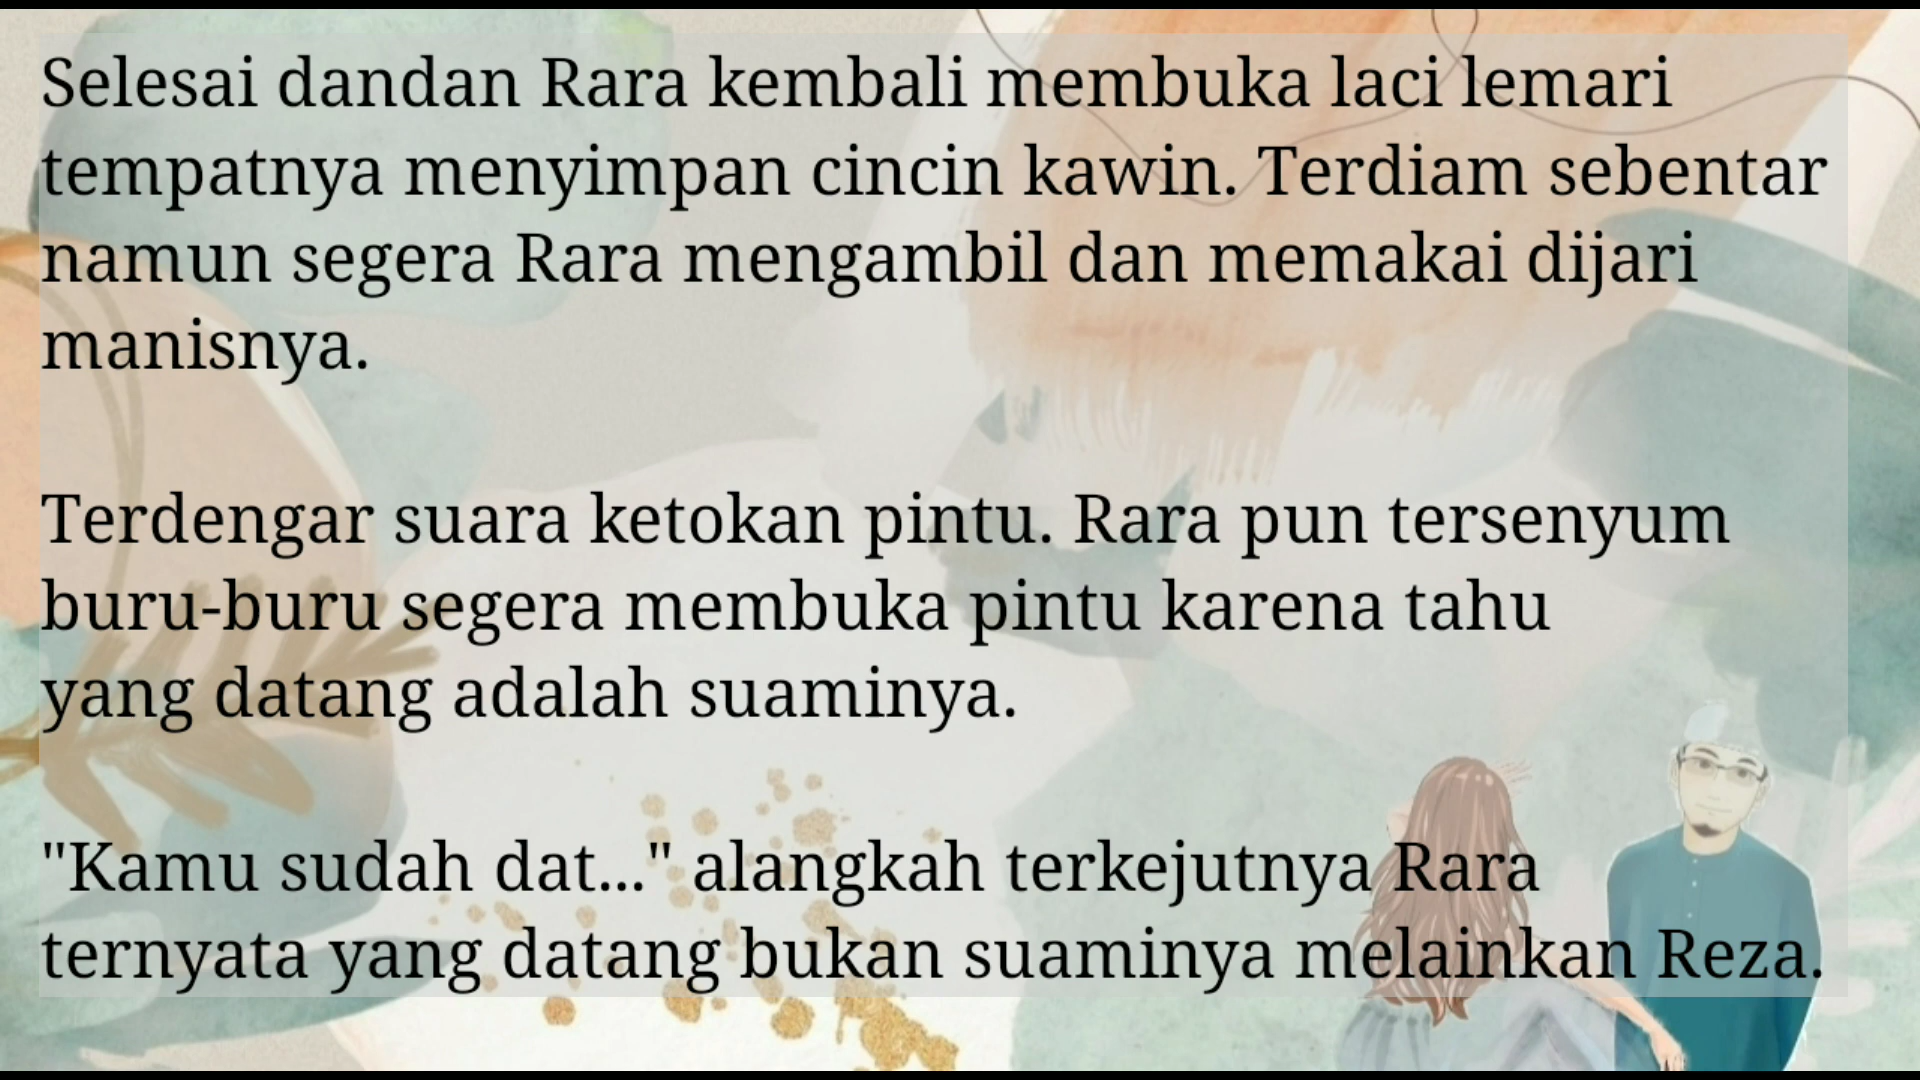 Selesai dandan Rara kembali membuka laci lemari
tempatnya menyimpan cincin kawin. Terdiam sebentar
namun segera Rara mengambil dan memakai dijari
manisnya.
Terdengar suara ketokan pintu. Rara pun tersenyum
buru-buru segera membuka pintu karena tahu
yang datang adalah suaminya.
"Kamu sudah dat..." alangkah terkejutnya Rara
ternyata yang datang bukan suaminya melainkan Reza.